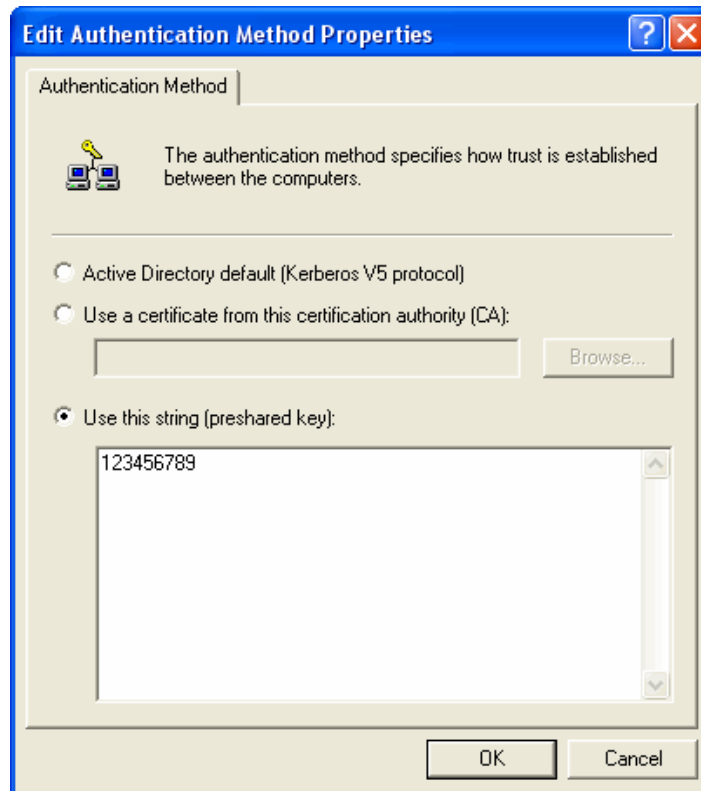 Edit Authentication Method Properties
Authentication Method
The authentication method specifies how trust is established
between the computers.
Active Directory default (Kerberos V5 protocol)
Use a certificate from this certification authority (CA):
Browse...
Use this string (preshared key):
123456789
OK Cancel